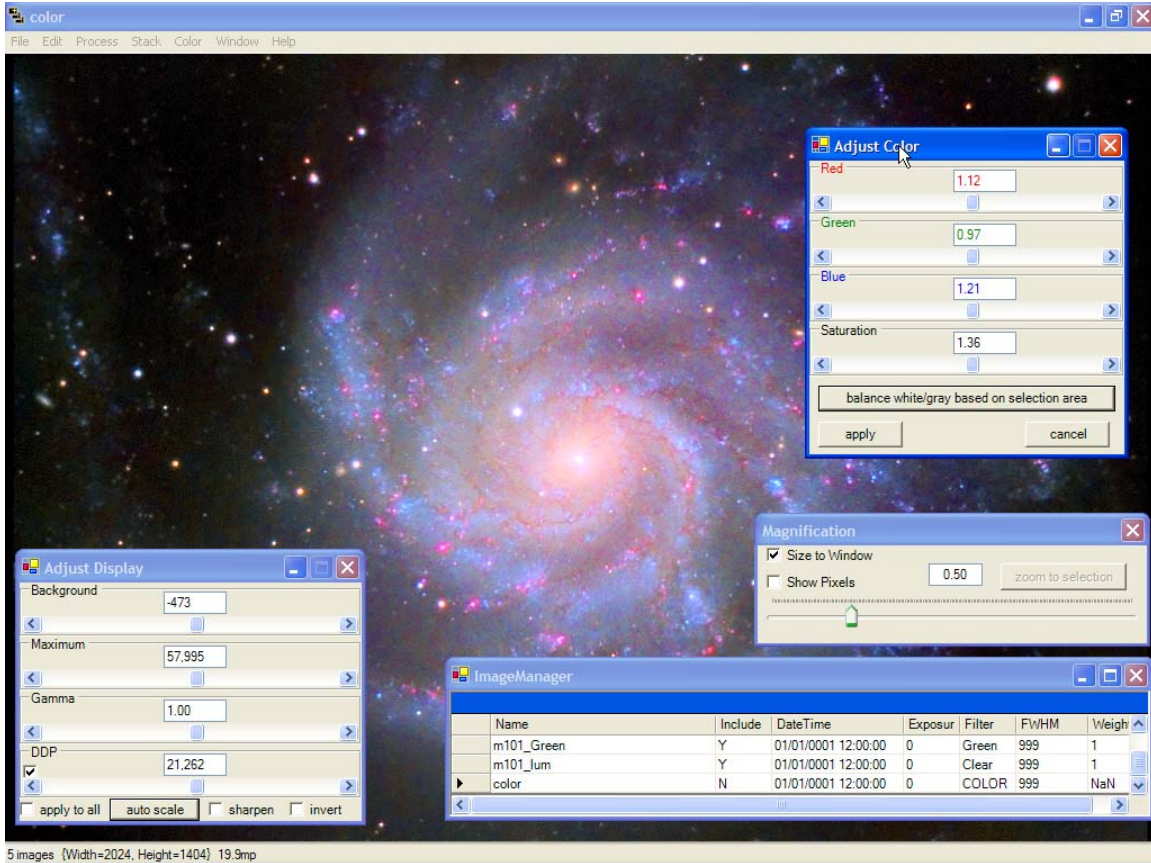 color
File Edit Process Stack Color Window Help
Adjust Color
Red
1.12
Green
0.97
Blue
1.21
Saturation
1.36
balance white/gray based on selection area
apply cancel
Magnification
Size to Window
Show Pixels
0.50
zoom to selection
Adjust Display
Background
-473
Maximum
57,995
Gamma
1.00
DDP
21,262
apply to all auto scale sharpen invert
ImageManager
Name Include DateTime Exposur Filter FWHM Weigh
m101_Green Y 01/01/0001 12:00:00 0 Green 999 1
m101_lum Y 01/01/0001 12:00:00 0 Clear 999 1
color N 01/01/0001 12:00:00 0 COLOR 999 NaN
5 images {Width=2024, Height=1404} 19.9mp